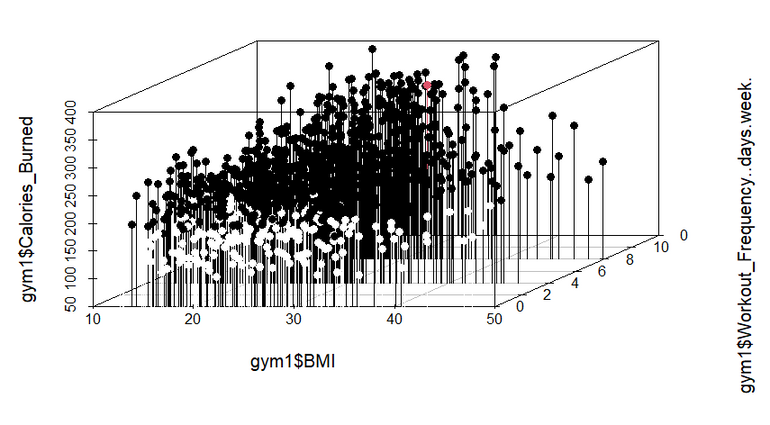 gym1$Calories_Burned
50 100 150 200 250 300 350 400
10 20 30 40 50
gym1$BMI
0 2 4 6 8 10
0
gym1$Workout_Frequency..days.week.